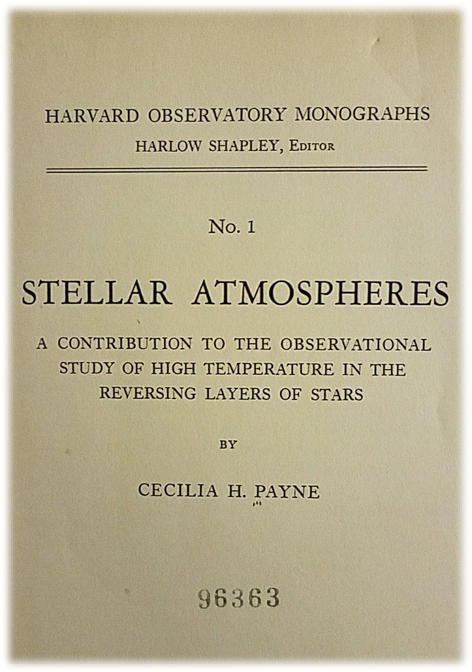 HARVARD OBSERVATORY MONOGRAPHS
HARLOW SHAPLEY, EDITOR
No. 1
STELLAR ATMOSPHERES
A CONTRIBUTION TO THE OBSERVATIONAL
STUDY OF HIGH TEMPERATURE IN THE
REVERSING LAYERS OF STARS
BY
CECILIA H. PAYNE
96363